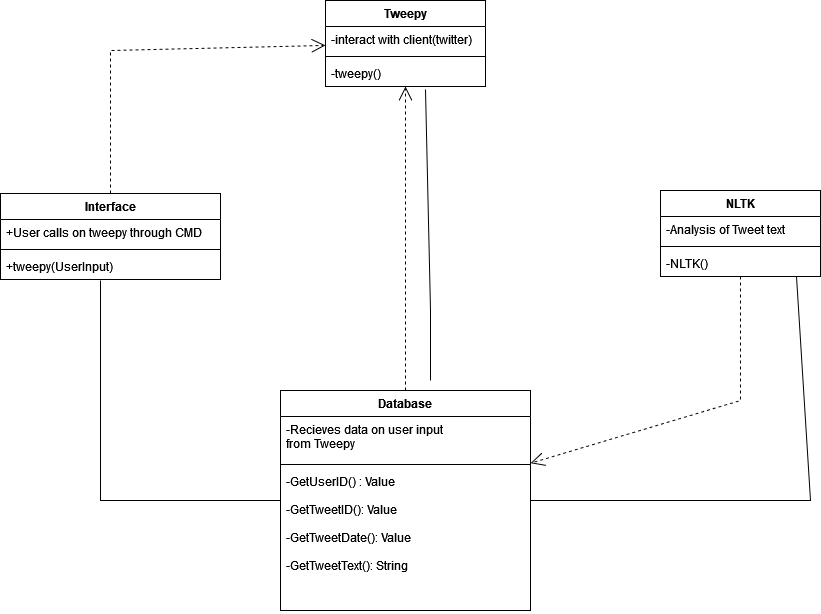 Tweepy
-interact with client(twitter)
-tweepy()
Interface
+User calls on tweepy through CMD
+tweepy(UserInput)
NLTK
-Analysis of Tweet text
-NLTK()
Database
-Recieves data on user input
from Tweepy
-GetUserID() : Value
-GetTweetID(): Value
-GetTweetDate(): Value
-GetTweetText(): String